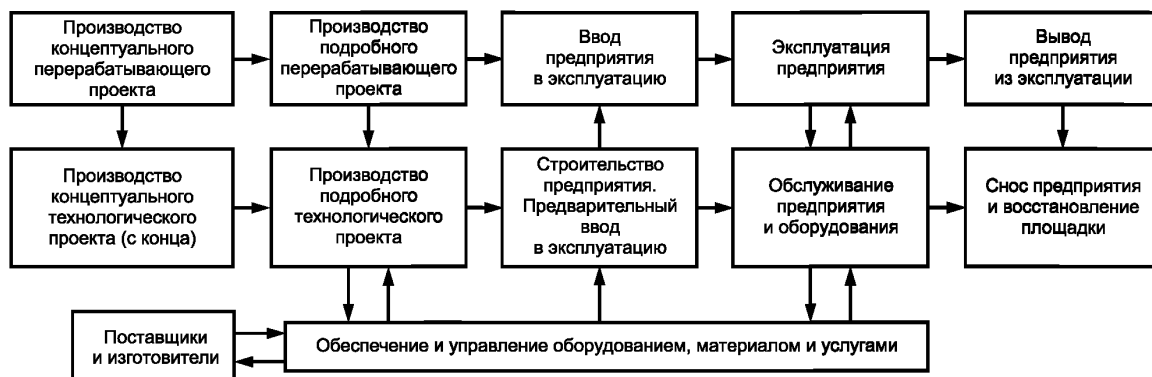 Производство
концептуального
перерабатывающего
проекта
Производство
подробного
перерабатывающего
проекта
Ввод
предприятия
в эксплуатацию
Эксплуатация
предприятия
Вывод
предприятия
из эксплуатации
Производство
концептуального
технологического
проекта (с конца)
Производство
подробного
технологического
проекта
Строительство
предприятия.
Предварительный
ввод
в эксплуатацию
Обслуживание
предприятия
и оборудования
Снос предприятия
и восстановление
площадки
Поставщики
и изготовители
Обеспечение и управление оборудованием, материалом и услугами